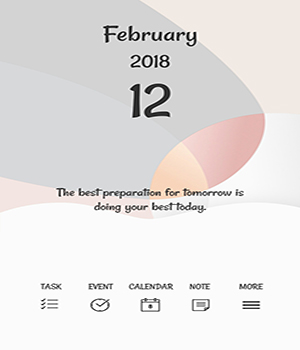 February
2018
12
The best preparation for tomorrow is
doing your best today.
TASK EVENT CALENDAR NOTE MORE